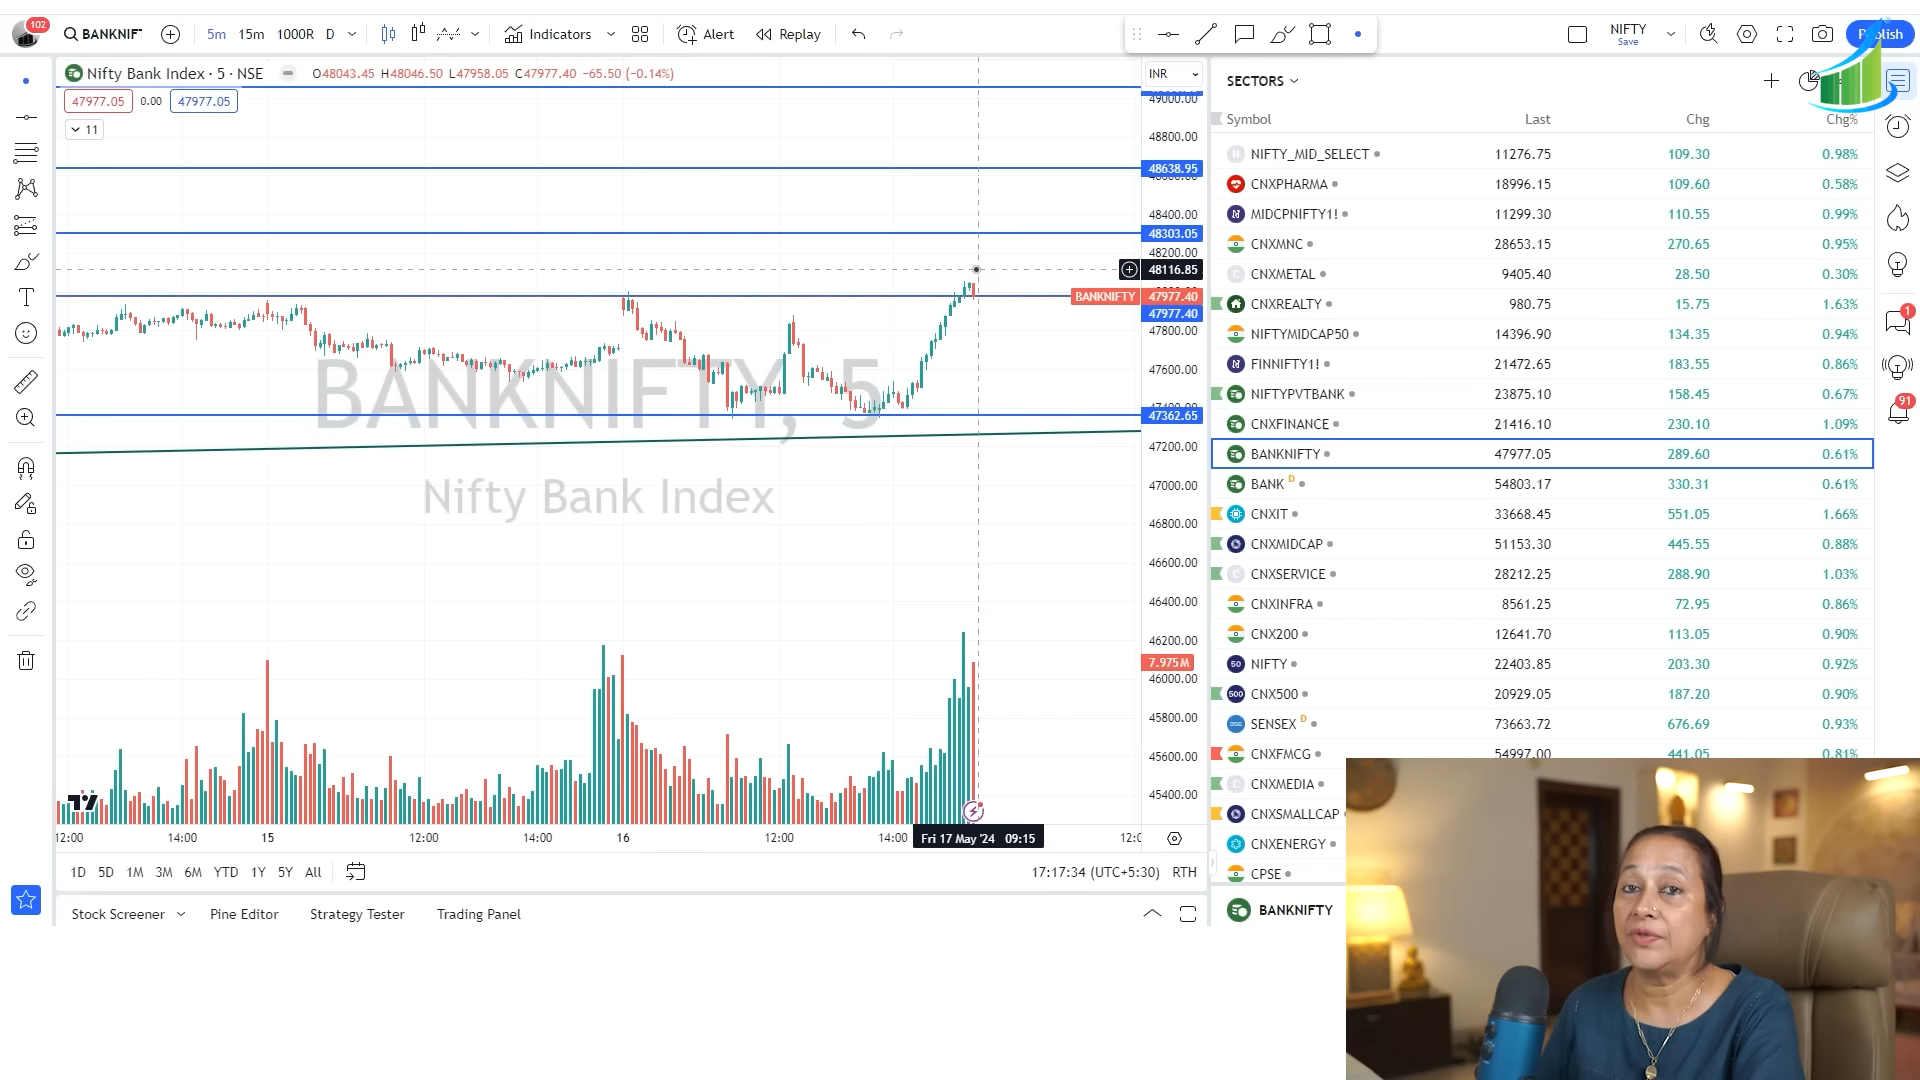 102
BANKNIF
5m 15m 1000R D
Indicators
Alert
Replay
NIFTY
Save
Nifty Bank Index · 5 · NSE
O48043.45 H48046.50 L47958.05 C47977.40 −65.50 (−0.14%)
47977.05 0.00 47977.05
11
INR
49000.00
48800.00
48638.95
48400.00
48303.05
48200.00
48116.85
BANKNIFTY 47977.40
47977.40
47800.00
47600.00
47362.65
47200.00
47000.00
46800.00
46600.00
46400.00
46200.00
7.975M
46000.00
45800.00
45600.00
45400.00
BANKNIFTY, 5
Nifty Bank Index
12:00 14:00 15 12:00 14:00 16 12:00 14:00 Fri 17 May '24 09:15
1D 5D 1M 3M 6M YTD 1Y 5Y All
17:17:34 (UTC+5:30) RTH
Stock Screener Pine Editor Strategy Tester Trading Panel
SECTORS
Symbol Last Chg Chg%
NIFTY_MID_SELECT 11276.75 109.30 0.98%
CNXPHARMA 18996.15 109.60 0.58%
MIDCPNIFTY1! 11299.30 110.55 0.99%
CNXMNC 28653.15 270.65 0.95%
CNXMETAL 9405.40 28.50 0.30%
CNXREALTY 980.75 15.75 1.63%
NIFTYMIDCAP50 14396.90 134.35 0.94%
FINNIFTY1! 21472.65 183.55 0.86%
NIFTYPVTBANK 23875.10 158.45 0.67%
CNXFINANCE 21416.10 230.10 1.09%
BANKNIFTY 47977.05 289.60 0.61%
BANK D 54803.17 330.31 0.61%
CNXIT 33668.45 551.05 1.66%
CNXMIDCAP 51153.30 445.55 0.88%
CNXSERVICE 28212.25 288.90 1.03%
CNXINFRA 8561.25 72.95 0.86%
CNX200 12641.70 113.05 0.90%
NIFTY 22403.85 203.30 0.92%
CNX500 20929.05 187.20 0.90%
SENSEX D 73663.72 676.69 0.93%
CNXFMCG 54997.00 441.05 0.81%
CNXMEDIA
CNXSMALLCAP
CNXENERGY
CPSE
BANKNIFTY
1
91